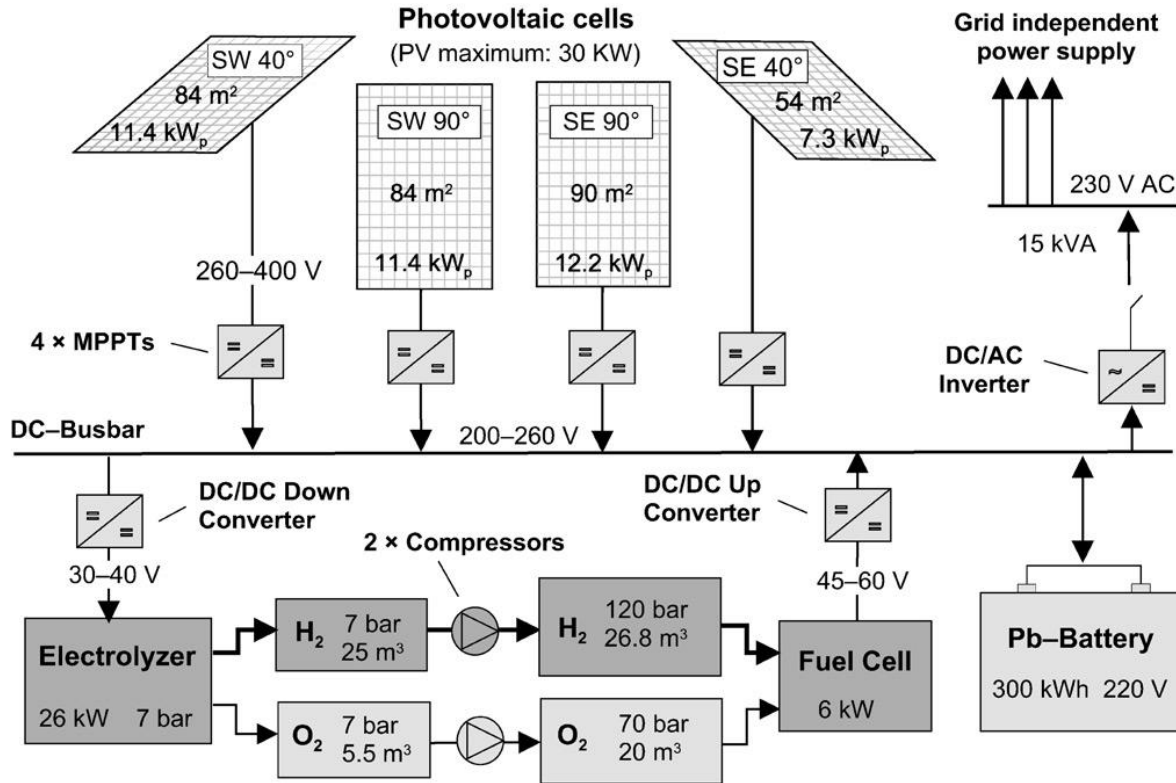 Photovoltaic cells
(PV maximum: 30 KW)
Grid independent
power supply
SW 40°
84 m²
11.4 kWp
SW 90°
84 m²
11.4 kWp
SE 90°
90 m²
12.2 kWp
SE 40°
54 m²
7.3 kWp
230 V AC
15 kVA
260–400 V
4 × MPPTs
DC/AC
Inverter
DC–Busbar
200–260 V
DC/DC Down
Converter
DC/DC Up
Converter
2 × Compressors
30–40 V
45–60 V
Electrolyzer
26 kW 7 bar
H₂
7 bar
25 m³
H₂
120 bar
26.8 m³
O₂
7 bar
5.5 m³
O₂
70 bar
20 m³
Fuel Cell
6 kW
Pb–Battery
300 kWh 220 V